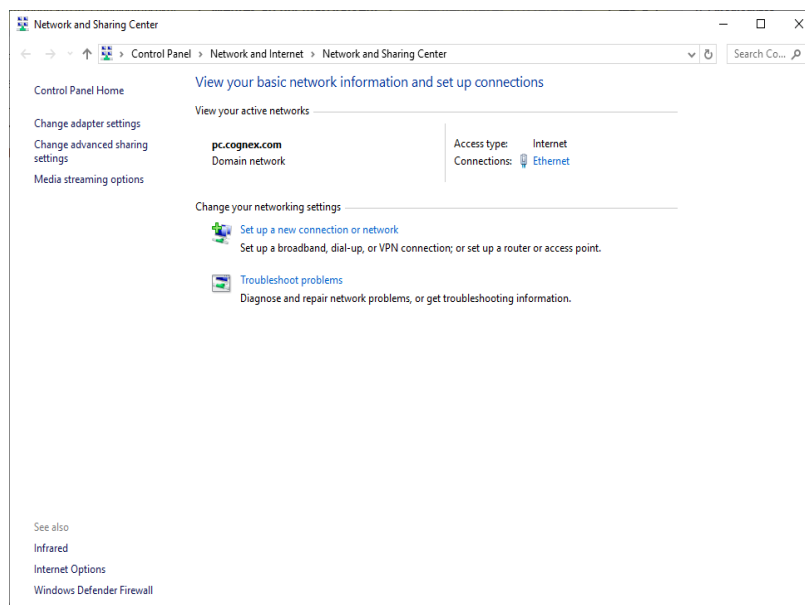 Network and Sharing Center
Control Panel > Network and Internet > Network and Sharing Center
Search Co...
Control Panel Home
Change adapter settings
Change advanced sharing
settings
Media streaming options
View your basic network information and set up connections
View your active networks
pc.cognex.com
Domain network
Access type: Internet
Connections: Ethernet
Change your networking settings
Set up a new connection or network
Set up a broadband, dial-up, or VPN connection; or set up a router or access point.
Troubleshoot problems
Diagnose and repair network problems, or get troubleshooting information.
See also
Infrared
Internet Options
Windows Defender Firewall